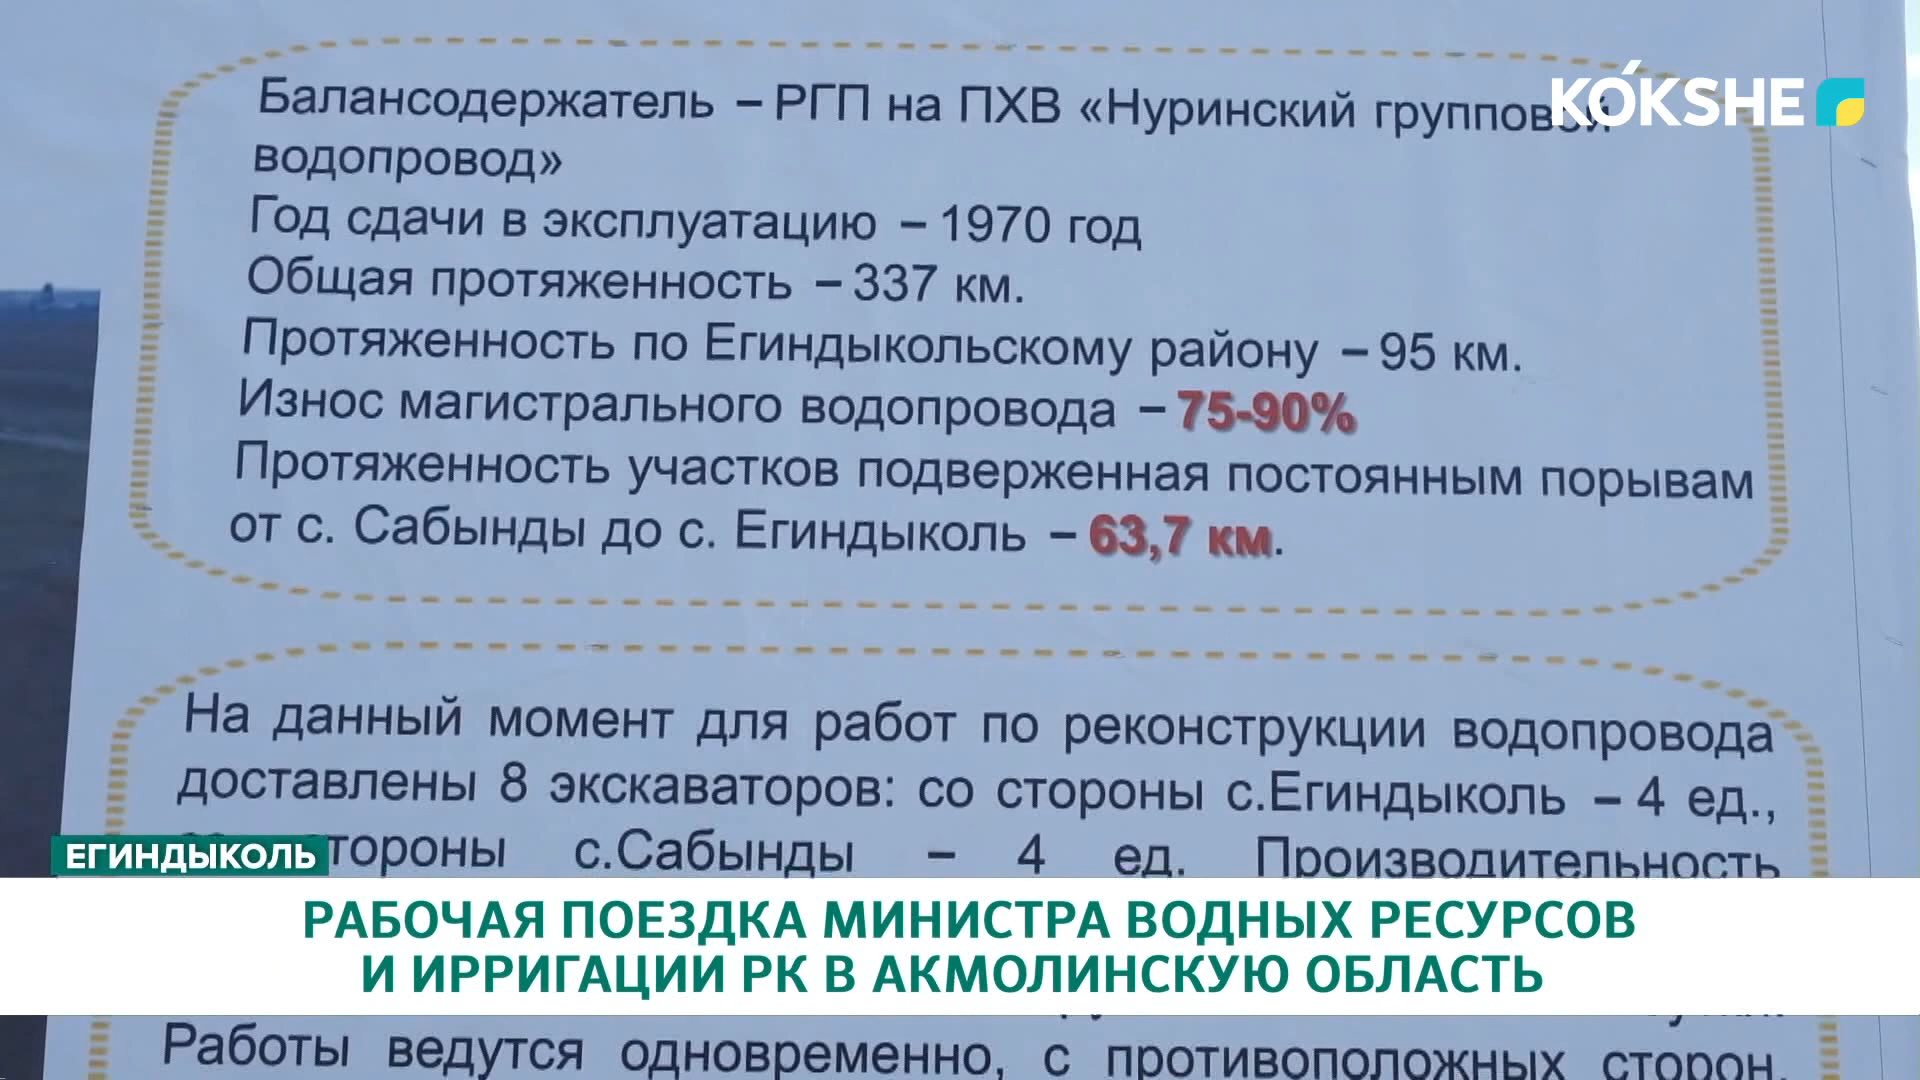 KÓKSHE
Балансодержатель – РГП на ПХВ «Нуринский групповой
водопровод»
Год сдачи в эксплуатацию – 1970 год
Общая протяженность – 337 км.
Протяженность по Егиндыкольскому району – 95 км.
Износ магистрального водопровода – 75-90%
Протяженность участков подверженная постоянным порывам
от с. Сабынды до с. Егиндыколь – 63,7 км.
На данный момент для работ по реконструкции водопровода
доставлены 8 экскаваторов: со стороны с.Егиндыколь – 4 ед.,
стороны с.Сабынды – 4 ед. Производительность
ЕГИНДЫКОЛЬ
РАБОЧАЯ ПОЕЗДКА МИНИСТРА ВОДНЫХ РЕСУРСОВ
И ИРРИГАЦИИ РК В АКМОЛИНСКУЮ ОБЛАСТЬ
Работы ведутся одновременно, с противоположных сторон.